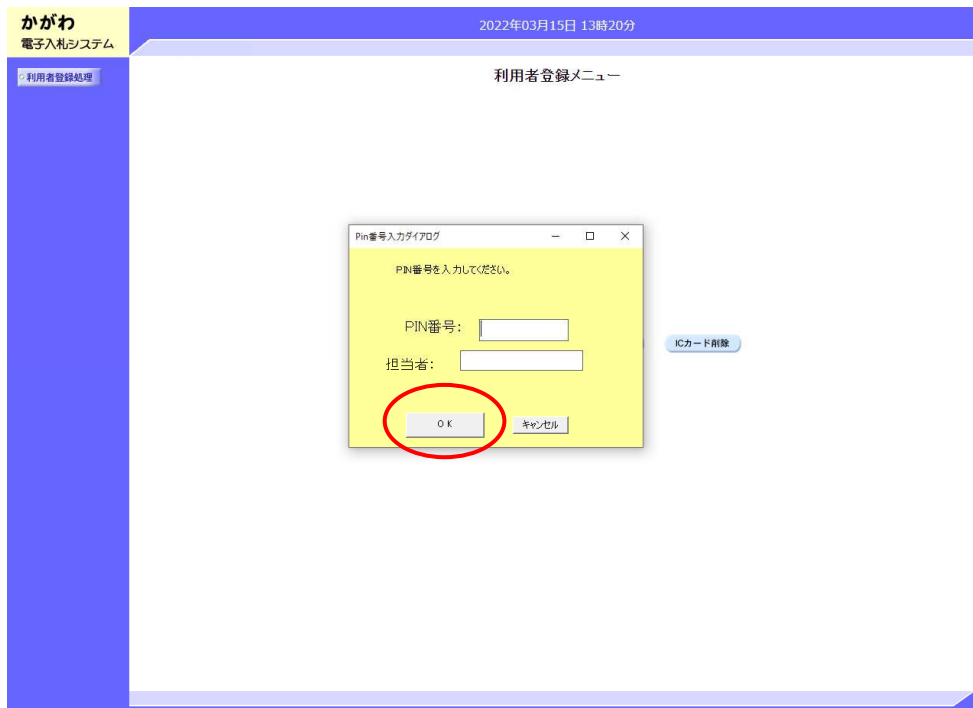 かがわ
電子入札システム
2022年03月15日 13時20分
利用者登録処理
利用者登録メニュー
Pin番号入力ダイアログ
PIN番号を入力してください。
PIN番号:
担当者:
ICカード削除
OK
キャンセル